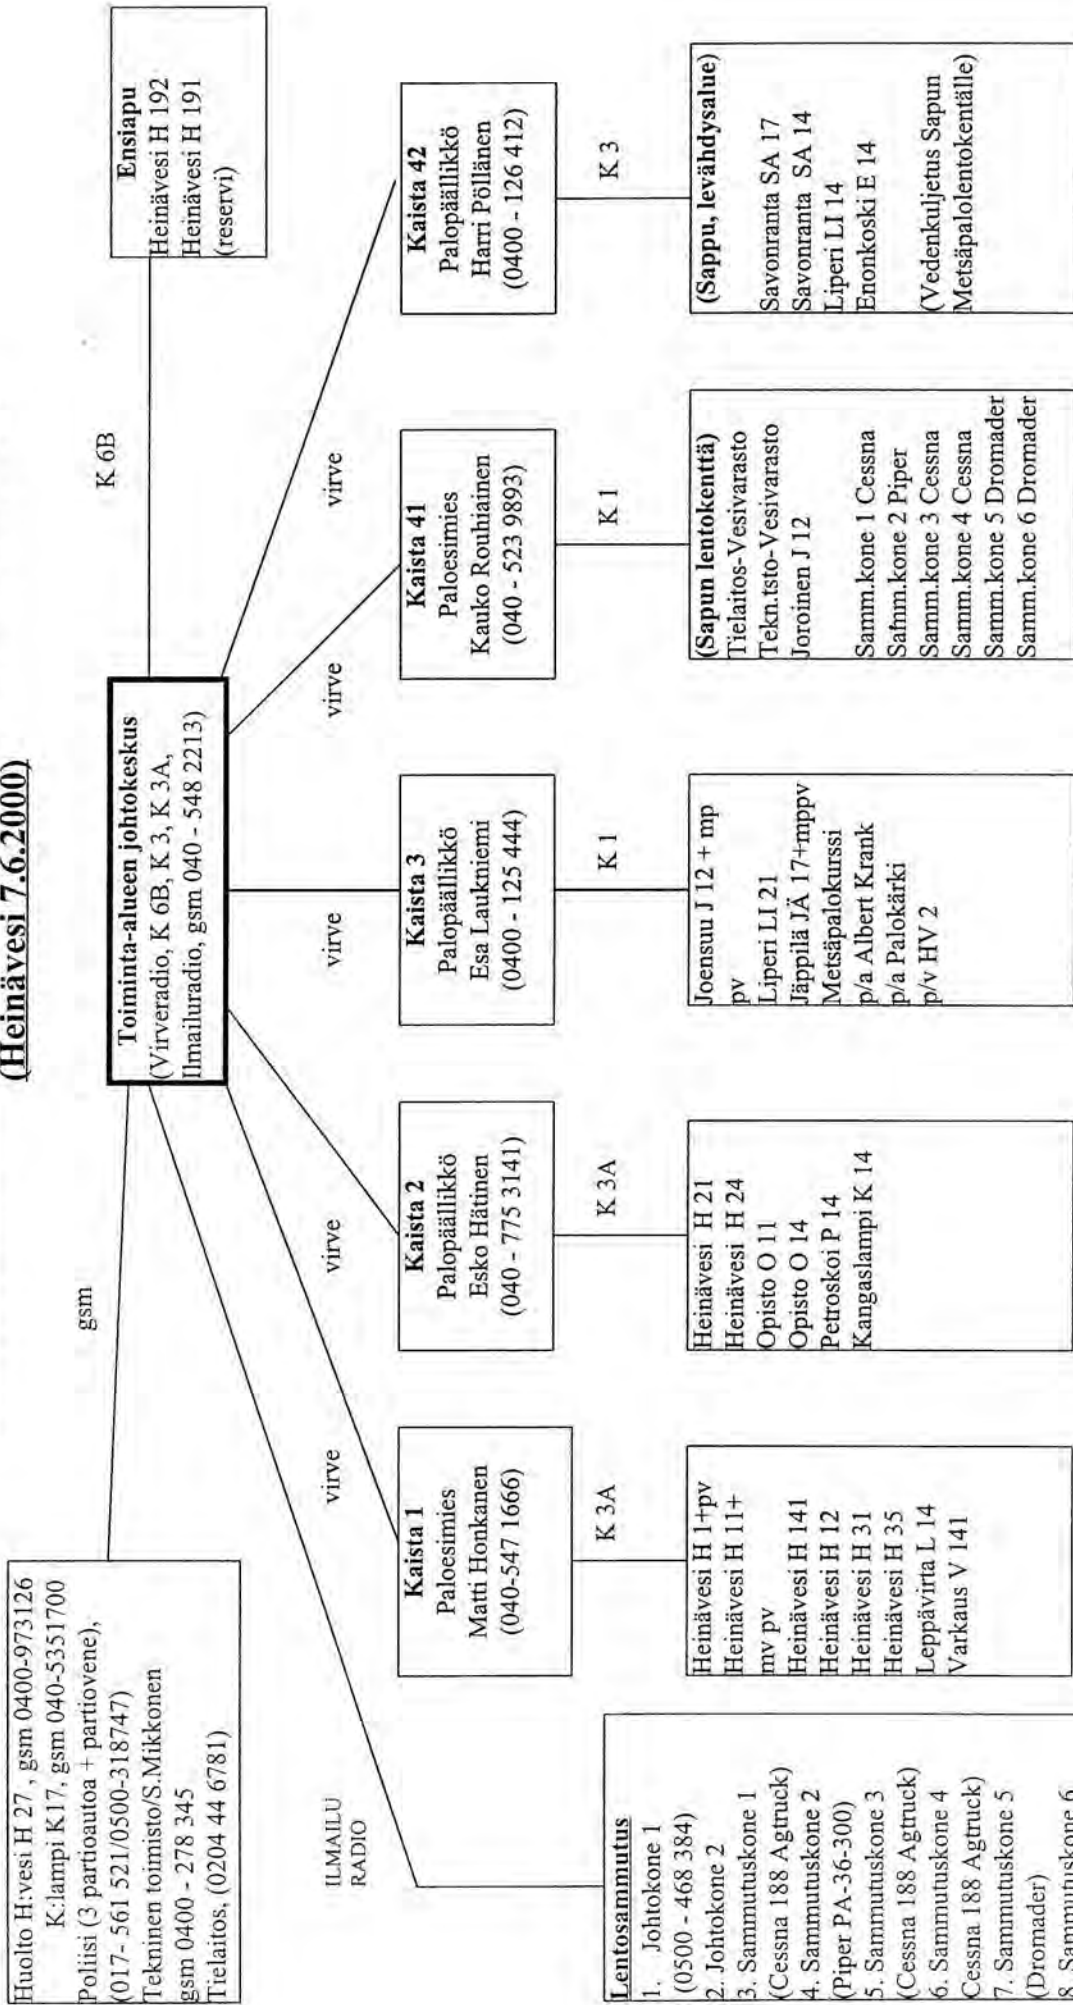 (Heinävesi 7.6.2000)
Huolto H:vesi H 27 , gsm 0400-973126
K:lampi K17, gsm 040-5351700
Poliisi (3 partioautoa + partiovene),
(017- 561 521/0500-318747)
Tekninen toimisto/S.Mikkonen
gsm 0400 - 278 345
Tielaitos, (0204 44 6781)
gsm
Toiminta-alueen johtokeskus
(Virveradio, K 6B, K 3, K 3A,
Ilmailuradio, gsm 040 - 548 2213)
K 6B
Ensiapu
Heinävesi H 192
Heinävesi H 191
(reservi)
ILMAILU
RADIO
virve
virve
virve
virve
virve
Kaista 1
Paloesimies
Matti Honkanen
(040-547 1666)
Kaista 2
Palopäällikkö
Esko Hätinen
(040 - 775 3141)
Kaista 3
Palopäällikkö
Esa Laukniemi
(0400 - 125 444)
Kaista 41
Paloesimies
Kauko Rouhiainen
(040 - 523 9893)
Kaista 42
Palopäällikkö
Harri Pöllänen
(0400 - 126 412)
K 3A
K 3A
K 1
K 1
K 3
Lentosammutus
1. Johtokone 1
(0500 - 468 384)
2. Johtokone 2
3. Sammutuskone 1
(Cessna 188 Agtruck)
4. Sammutuskone 2
(Piper PA-36-300)
5. Sammutuskone 3
(Cessna 188 Agtruck)
6. Sammutuskone 4
Cessna 188 Agtruck)
7. Sammutuskone 5
(Dromader)
8. Sammutuskone 6
Heinävesi H 1+pv
Heinävesi H 11+
mv pv
Heinävesi H 141
Heinävesi H 12
Heinävesi H 31
Heinävesi H 35
Leppävirta L 14
Varkaus V 141
Heinävesi H 21
Heinävesi H 24
Opisto O 11
Opisto O 14
Petroskoi P 14
Kangaslampi K 14
Joensuu J 12 + mp
pv
Liperi LI 21
Jäppilä JÄ 17+mppv
Metsäpalokurssi
p/a Albert Krank
p/a Palokärki
p/v HV 2
(Sapun lentokenttä)
Tielaitos-Vesivarasto
Tekn.tsto-Vesivarasto
Joroinen J 12
Samm.kone 1 Cessna
Safnm.kone 2 Piper
Samm.kone 3 Cessna
Samm.kone 4 Cessna
Samm.kone 5 Dromader
Samm.kone 6 Dromader
(Sappu, levähdysalue)
Savonranta SA 17
Savonranta SA 14
Liperi LI 14
Enonkoski E 14
(Vedenkuljetus Sapun
Metsäpalolentokentälle)